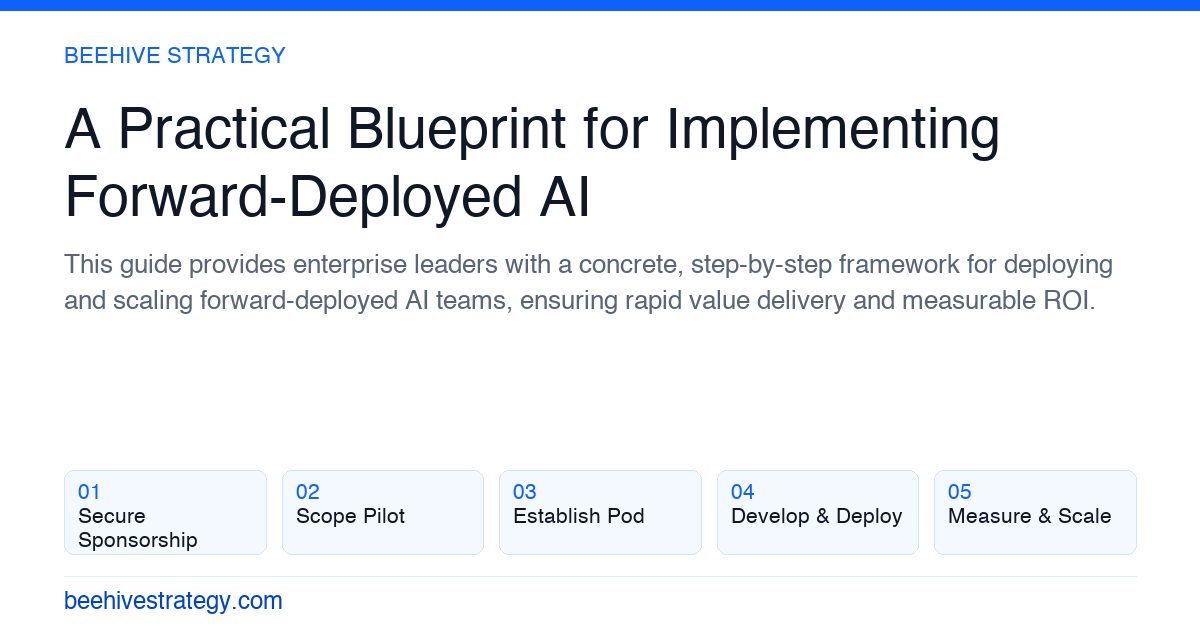 BEEHIVE STRATEGY
A Practical Blueprint for Implementing
Forward-Deployed AI
This guide provides enterprise leaders with a concrete, step-by-step framework for deploying
and scaling forward-deployed AI teams, ensuring rapid value delivery and measurable ROI.
01
Secure
Sponsorship
02
Scope Pilot
03
Establish Pod
04
Develop & Deploy
05
Measure & Scale
beehivestrategy.com